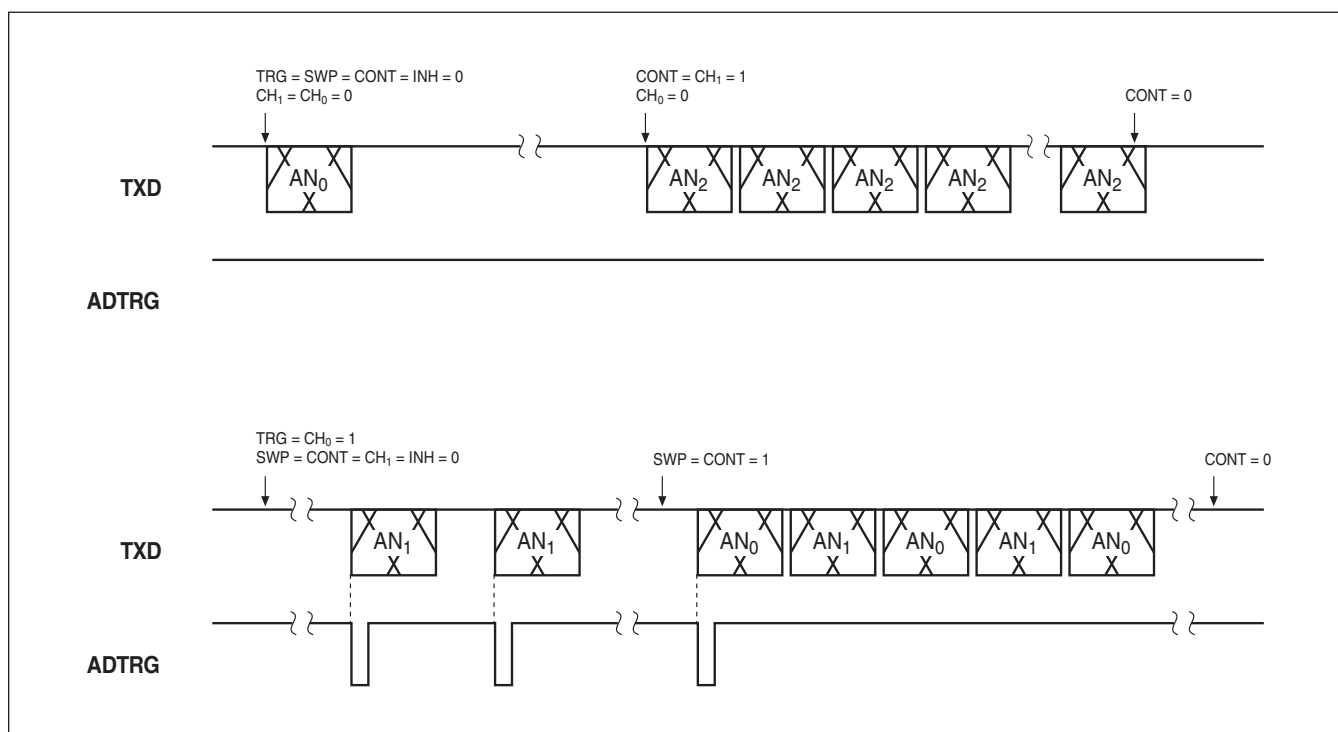 TRG = SWP = CONT = INH = 0
CH₁ = CH₀ = 0
CONT = CH₁ = 1
CH₀ = 0
CONT = 0
TXD
AN₀
AN₂
AN₂
AN₂
AN₂
AN₂
ADTRG
TRG = CH₀ = 1
SWP = CONT = CH₁ = INH = 0
SWP = CONT = 1
CONT = 0
TXD
AN₁
AN₁
AN₀
AN₁
AN₀
AN₁
AN₀
ADTRG